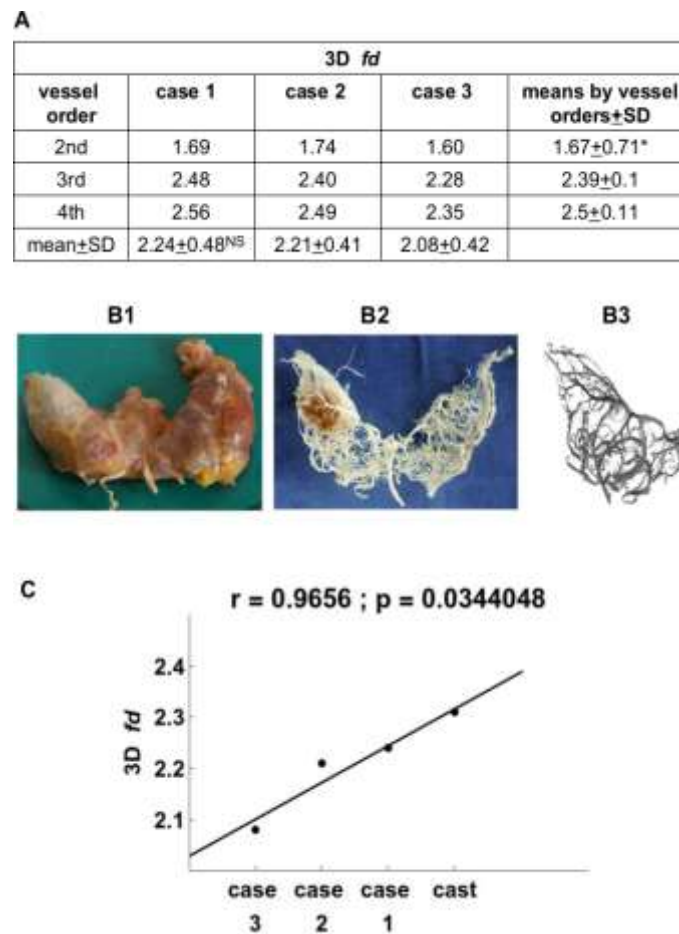 A
3D fd
vessel order case 1 case 2 case 3 means by vessel orders±SD
2nd 1.69 1.74 1.60 1.67±0.71*
3rd 2.48 2.40 2.28 2.39±0.1
4th 2.56 2.49 2.35 2.5±0.11
mean±SD 2.24±0.48NS 2.21±0.41 2.08±0.42
B1 B2 B3
C
r = 0.9656 ; p = 0.0344048
3D fd
2.4
2.3
2.2
2.1
case 3 case 2 case 1 cast